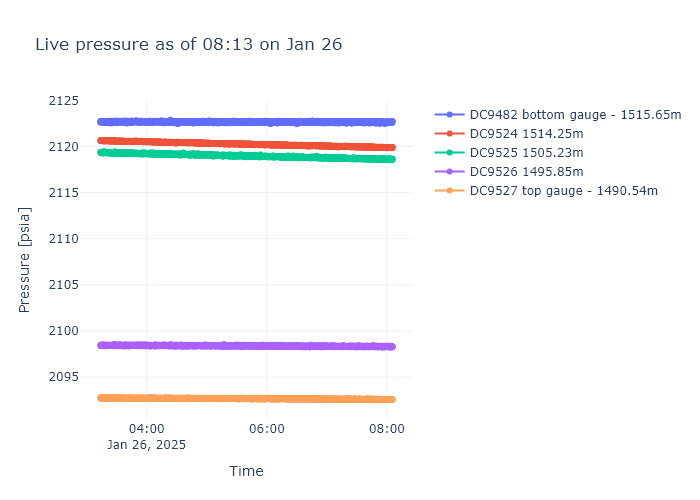 Live pressure as of 08:13 on Jan 26
2125
2120
2115
2110
2105
2100
2095
Pressure [psia]
04:00
Jan 26, 2025
06:00
08:00
Time
DC9482 bottom gauge - 1515.65m
DC9524 1514.25m
DC9525 1505.23m
DC9526 1495.85m
DC9527 top gauge - 1490.54m